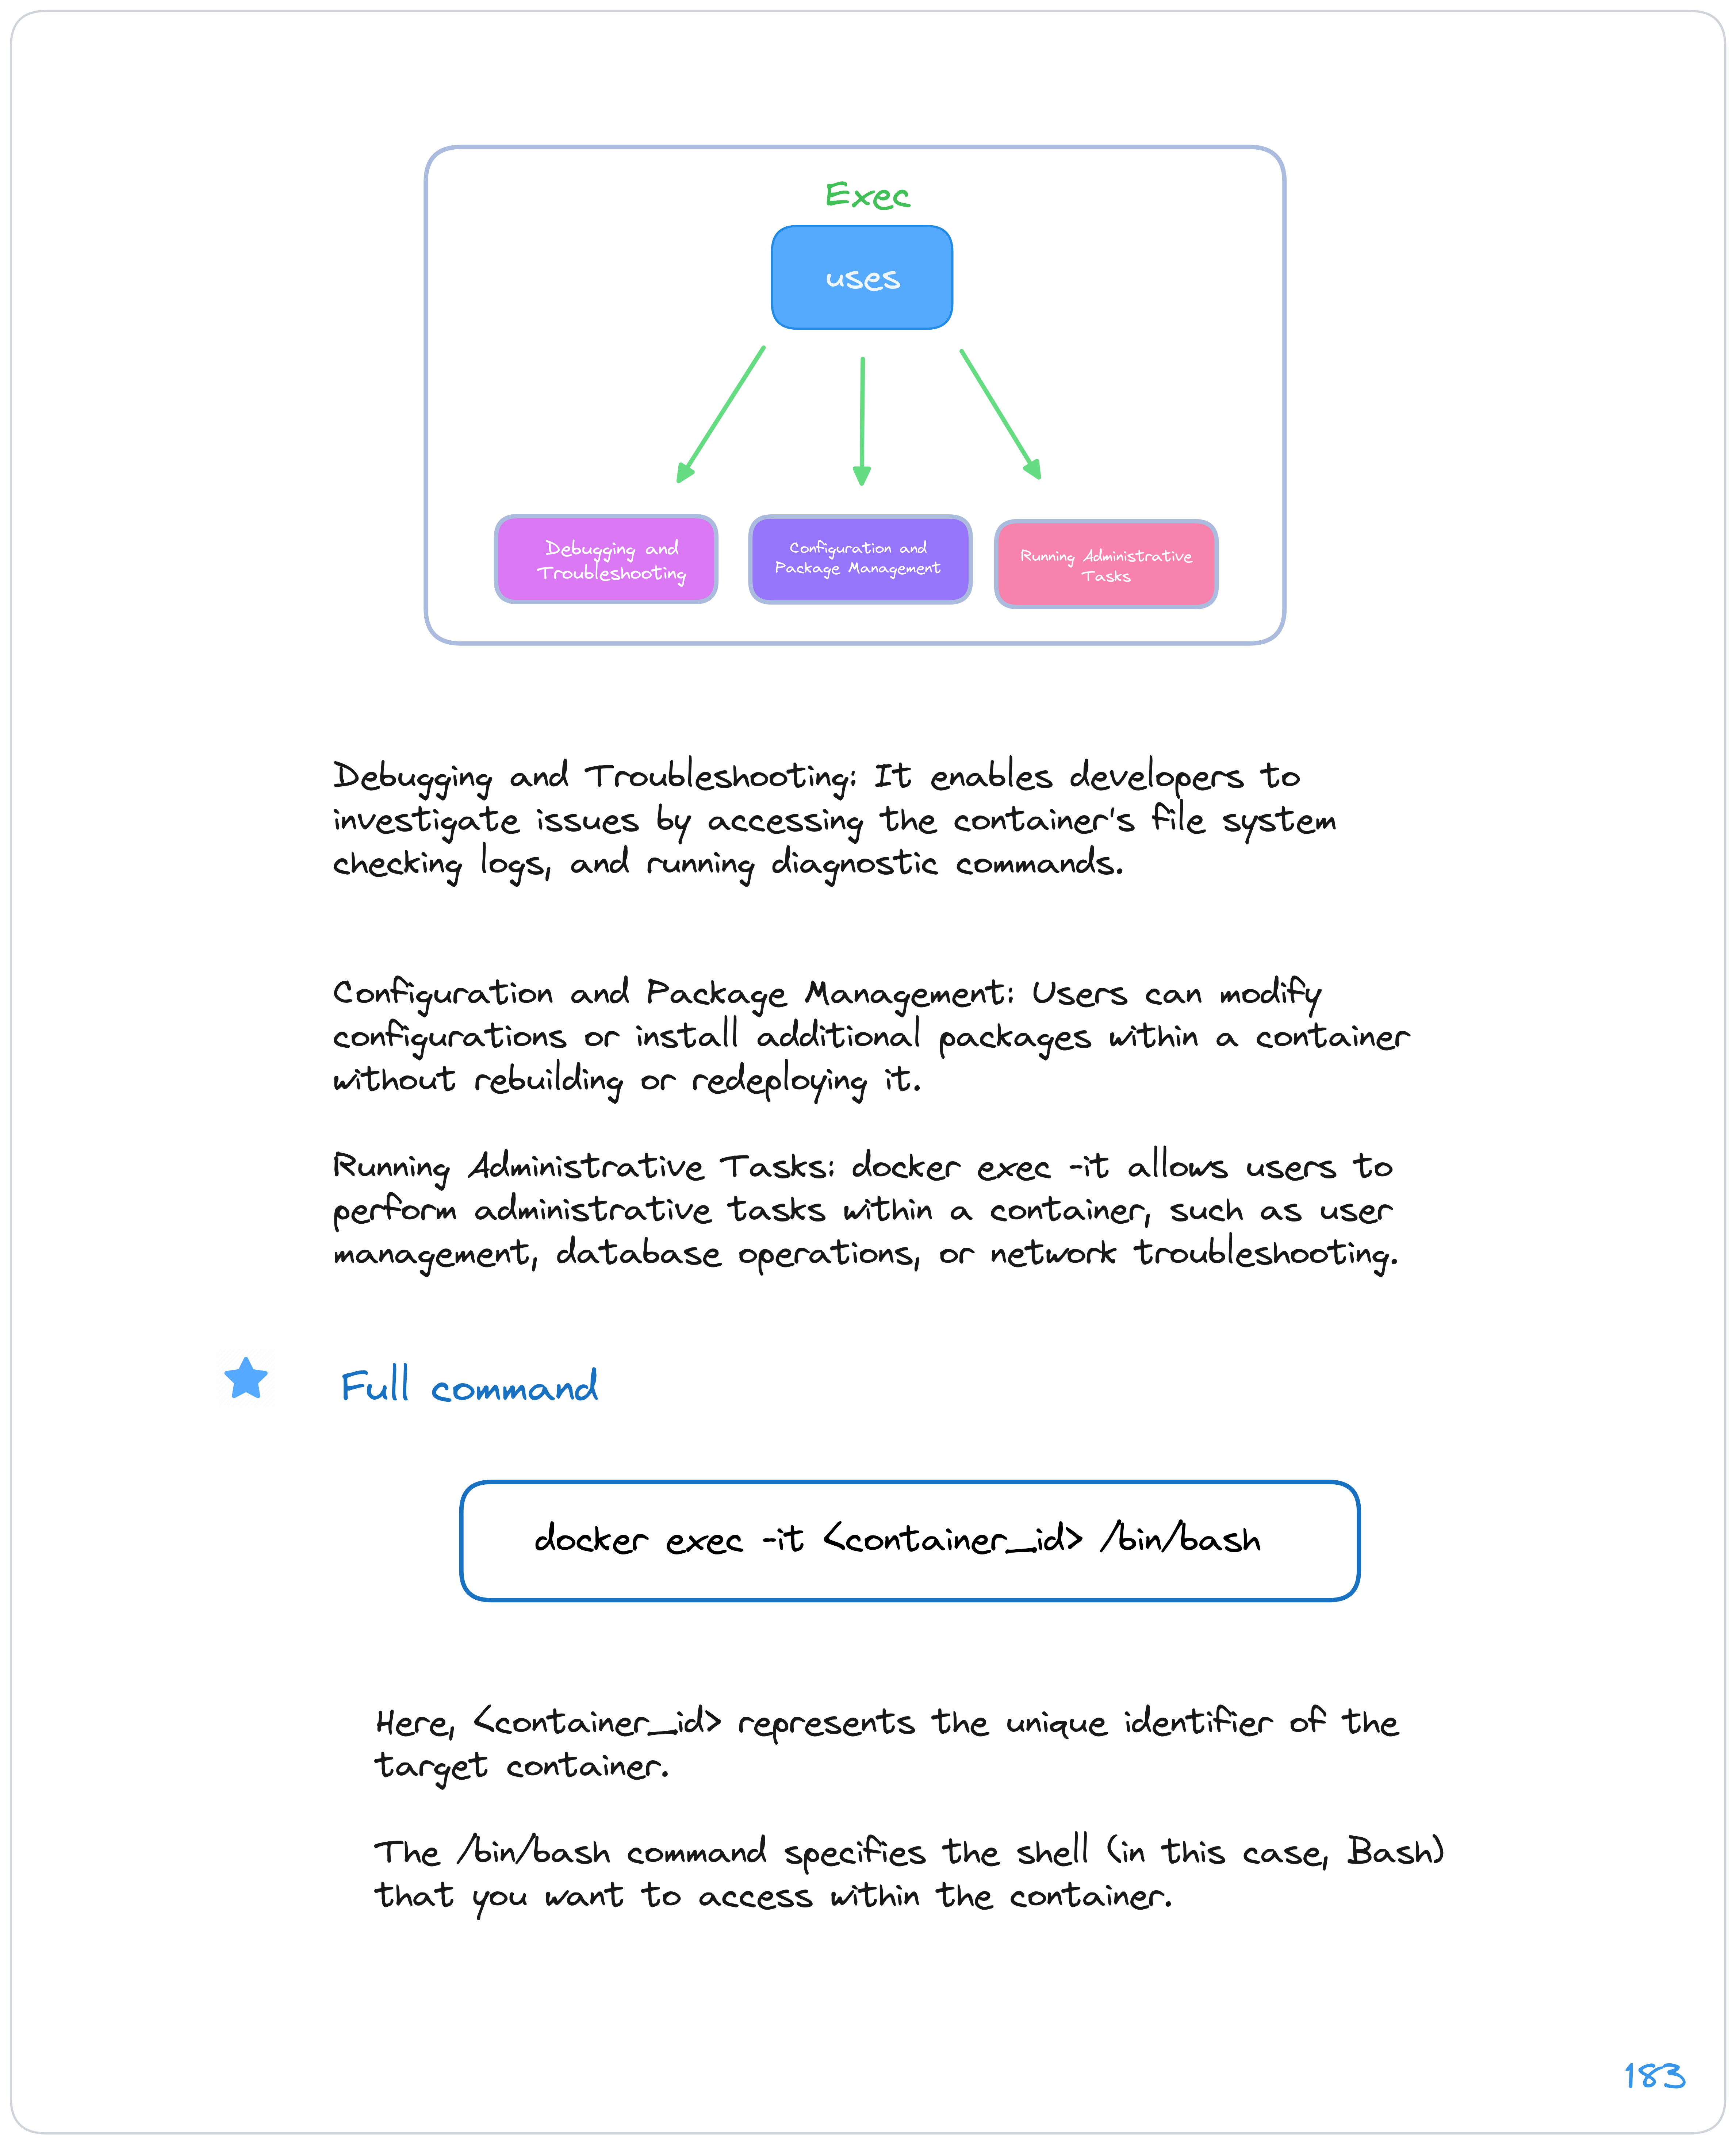 Exec
uses
Debugging and
Troubleshooting
Configuration and
Package Management
Running Administrative
Tasks
Debugging and Troubleshooting: It enables developers to
investigate issues by accessing the container's file system
checking logs, and running diagnostic commands.
Configuration and Package Management: Users can modify
configurations or install additional packages within a container
without rebuilding or redeploying it.
Running Administrative Tasks: docker exec -it allows users to
perform administrative tasks within a container, such as user
management, database operations, or network troubleshooting.
Full command
docker exec -it <container_id> /bin/bash
Here, <container_id> represents the unique identifier of the
target container.
The /bin/bash command specifies the shell (in this case, Bash)
that you want to access within the container.
183